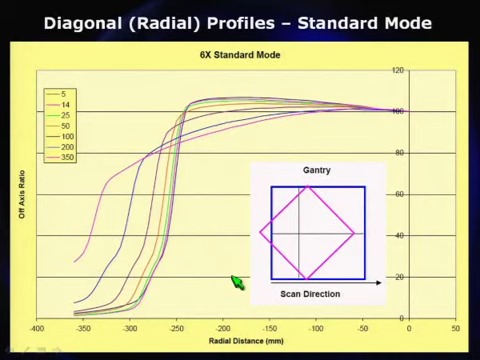 Diagonal (Radial) Profiles – Standard Mode
6X Standard Mode
5
14
25
50
100
200
350
Off Axis Ratio
120
100
80
60
40
20
0
Gantry
Scan Direction
-400 -350 -300 -250 -200 -150 -100 -50 0 50
Radial Distance (mm)